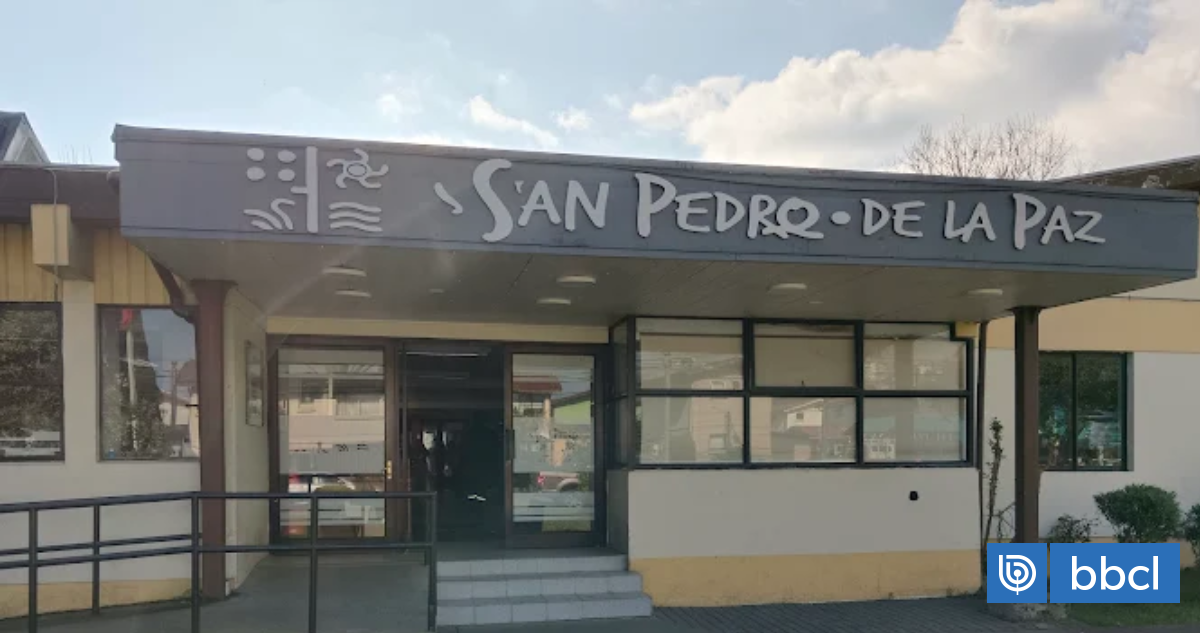 SAN PEDRO · DE LA PAZ
bbcl